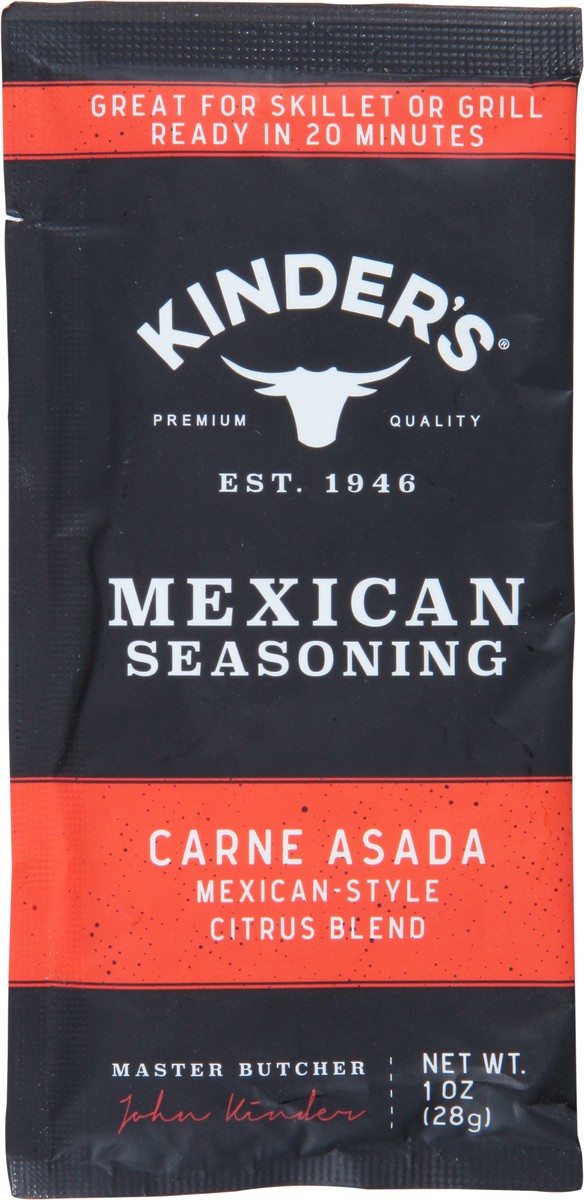 GREAT FOR SKILLET OR GRILL
READY IN 20 MINUTES
KINDER'S®
PREMIUM QUALITY
EST. 1946
MEXICAN
SEASONING
CARNE ASADA
MEXICAN-STYLE
CITRUS BLEND
MASTER BUTCHER
John Kinder
NET WT.
1 OZ
(28g)